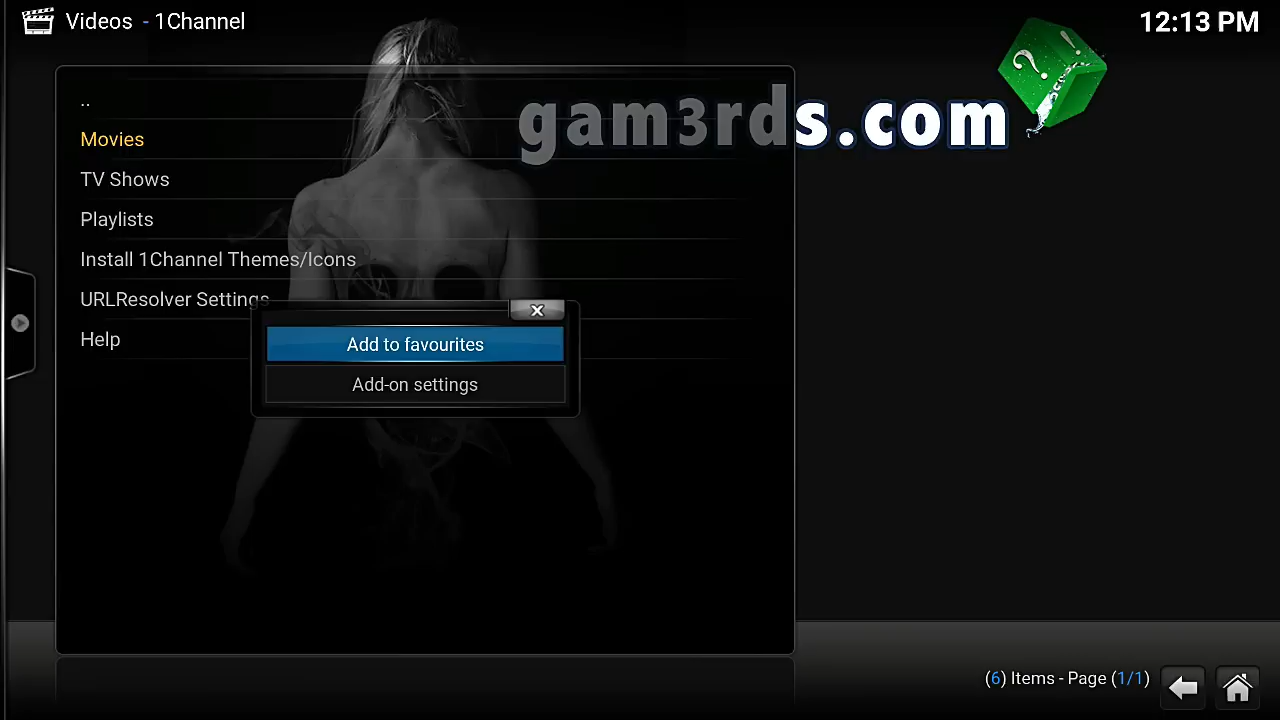 Videos - 1Channel
12:13 PM
gam3rds.com
..
Movies
TV Shows
Playlists
Install 1Channel Themes/Icons
URLResolver Settings
Help
Add to favourites
Add-on settings
(6) Items - Page (1/1)